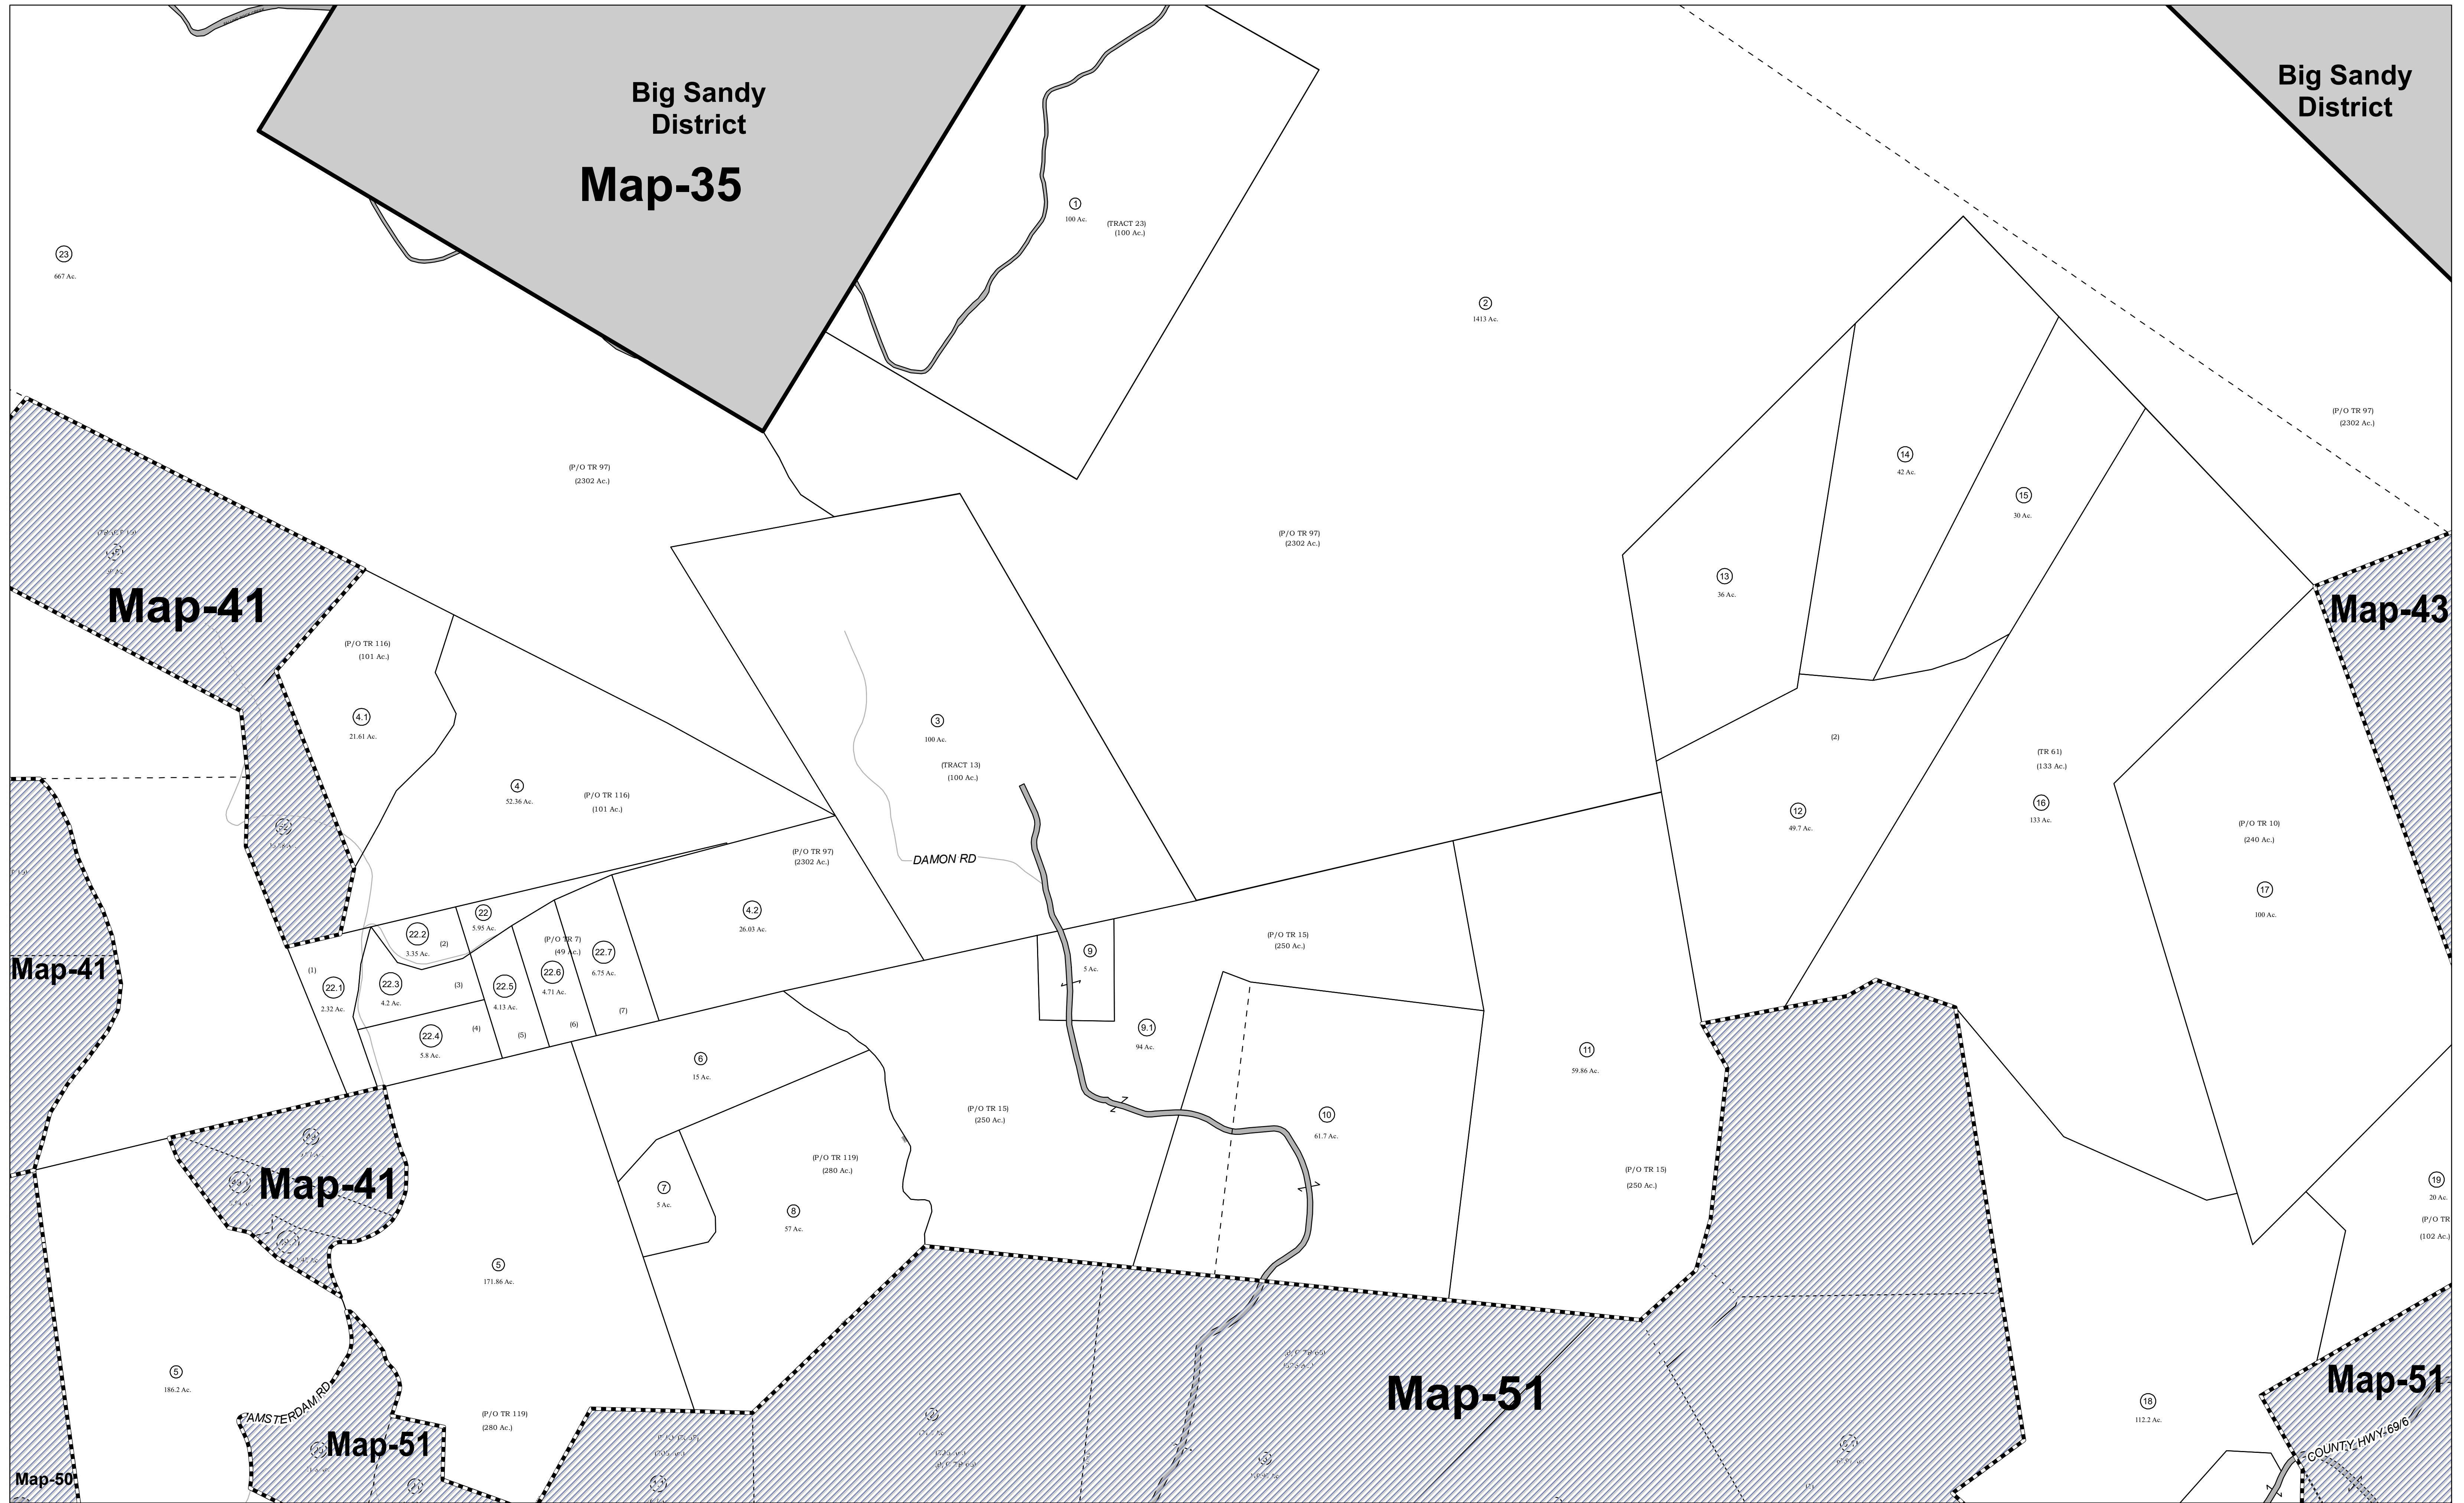 Big Sandy
District
Map-35
Big Sandy
District
1
100 Ac.
(TRACT 23)
(100 Ac.)
23
667 Ac.
2
1413 Ac.
(P/O TR 97)
(2302 Ac.)
(P/O TR 97)
(2302 Ac.)
(P/O TR 97)
(2302 Ac.)
14
42 Ac.
15
30 Ac.
13
36 Ac.
Map-41
Map-43
(P/O TR 116)
(101 Ac.)
4.1
21.61 Ac.
3
100 Ac.
(TRACT 13)
(100 Ac.)
(2)
(TR 61)
(133 Ac.)
4
52.36 Ac.
(P/O TR 116)
(101 Ac.)
12
49.7 Ac.
16
133 Ac.
(P/O TR 10)
(240 Ac.)
17
100 Ac.
(P/O TR 97)
(2302 Ac.)
DAMON RD
4.2
26.03 Ac.
22
5.95 Ac.
22.2
3.35 Ac.
(2)
(P/O TR 7)
(49 Ac.)
22.7
6.75 Ac.
(7)
22.6
4.71 Ac.
(6)
22.5
4.13 Ac.
(5)
22.3
4.2 Ac.
(3)
(1)
22.1
2.32 Ac.
22.4
5.8 Ac.
(4)
Map-41
9
5 Ac.
(P/O TR 15)
(250 Ac.)
9.1
94 Ac.
11
59.86 Ac.
6
15 Ac.
(P/O TR 15)
(250 Ac.)
10
61.7 Ac.
(P/O TR 119)
(280 Ac.)
(P/O TR 15)
(250 Ac.)
Map-41
7
5 Ac.
8
57 Ac.
19
20 Ac.
(P/O TR
(102 Ac.)
5
171.86 Ac.
5
186.2 Ac.
AMSTERDAM RD
Map-51
(P/O TR 119)
(280 Ac.)
Map-51
18
112.2 Ac.
Map-51
COUNTY HWY 69/6
Map-50